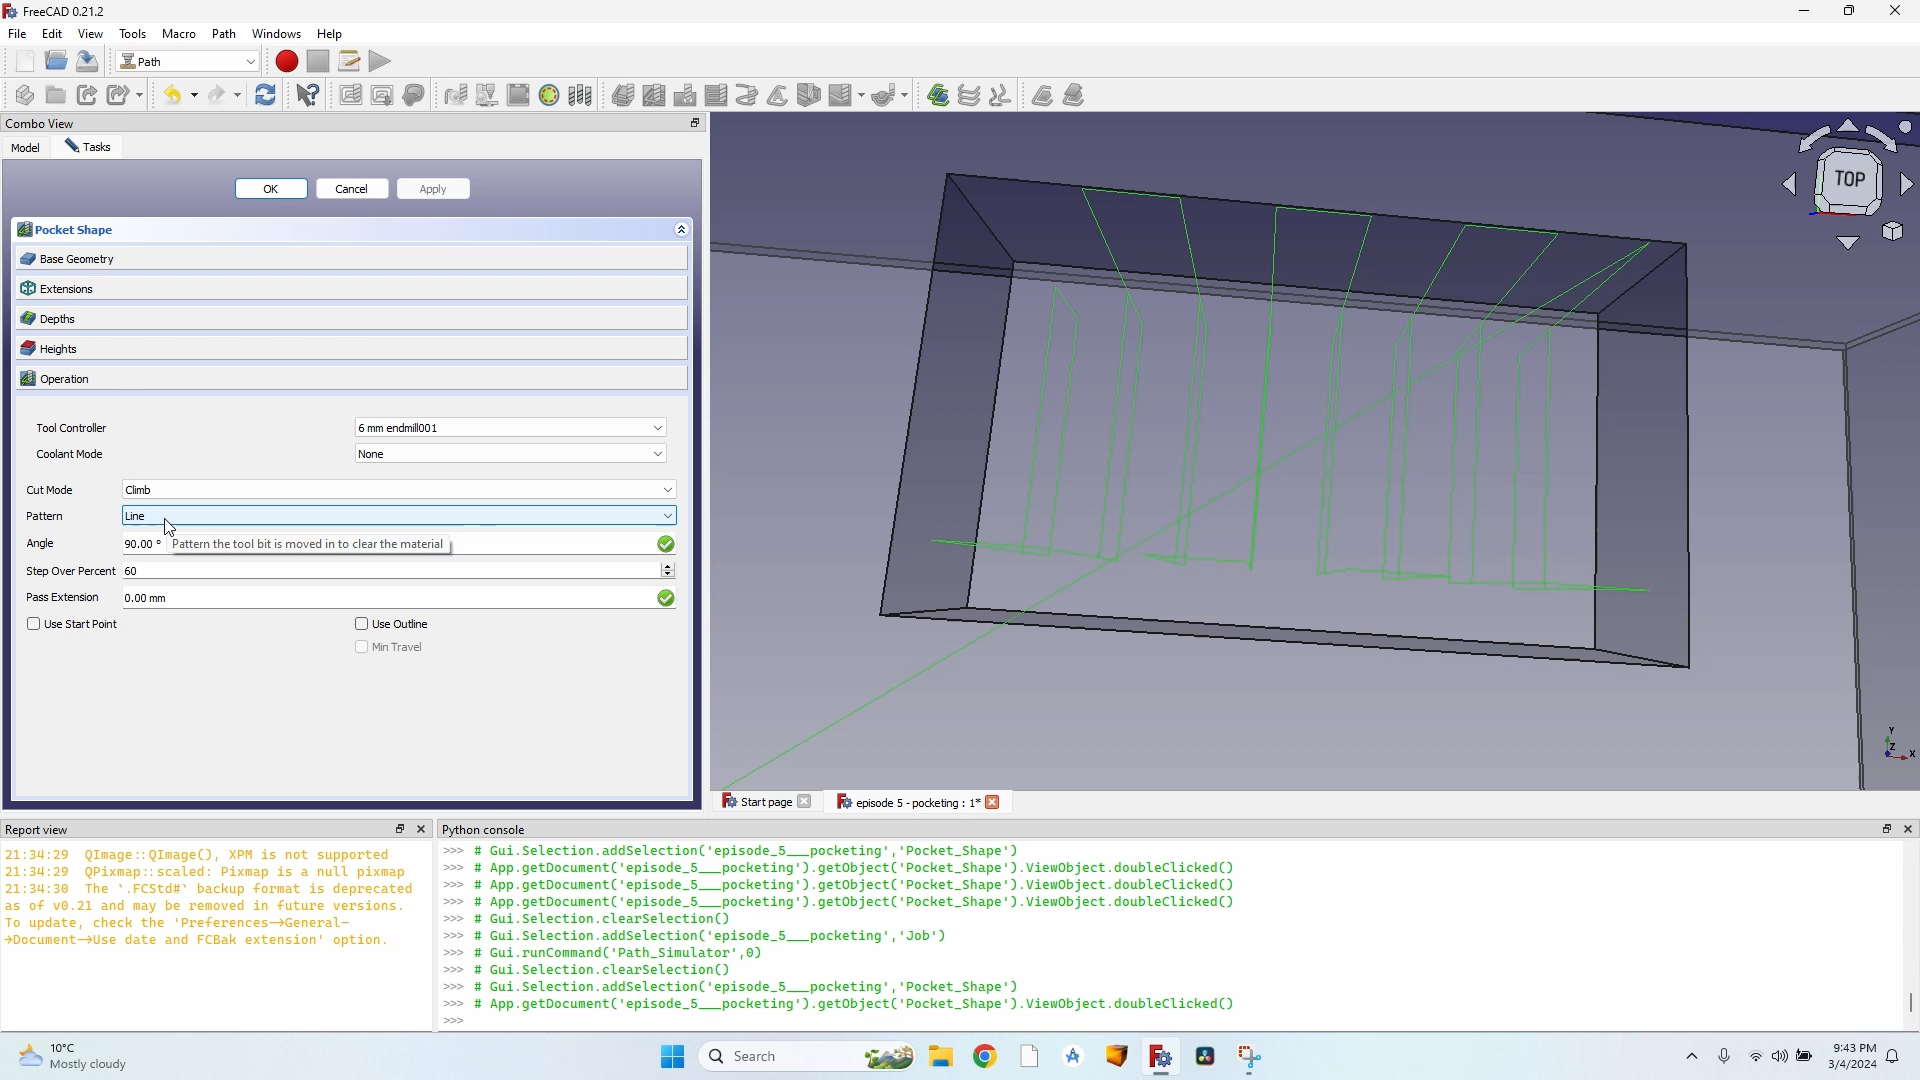 FreeCAD 0.21.2
File Edit View Tools Macro Path Windows Help
Path
Combo View
Model Tasks
OK Cancel Apply
Pocket Shape
Base Geometry
Extensions
Depths
Heights
Operation
Tool Controller 6 mm endmill001
Coolant Mode None
Cut Mode Climb
Pattern Line
Angle 90.00 °
Pattern the tool bit is moved in to clear the material
Step Over Percent 60
Pass Extension 0.00 mm
Use Start Point Use Outline
Min Travel
TOP
Y
Z
X
Start page episode 5 - pocketing : 1*
Report view
21:34:29 QImage::QImage(), XPM is not supported
21:34:29 QPixmap::scaled: Pixmap is a null pixmap
21:34:30 The `.FCStd#` backup format is deprecated
as of v0.21 and may be removed in future versions.
To update, check the 'Preferences->General-
>Document->Use date and FCBak extension' option.
Python console
>>> # Gui.Selection.addSelection('episode_5___pocketing','Pocket_Shape')
>>> # App.getDocument('episode_5___pocketing').getObject('Pocket_Shape').ViewObject.doubleClicked()
>>> # App.getDocument('episode_5___pocketing').getObject('Pocket_Shape').ViewObject.doubleClicked()
>>> # App.getDocument('episode_5___pocketing').getObject('Pocket_Shape').ViewObject.doubleClicked()
>>> # Gui.Selection.clearSelection()
>>> # Gui.Selection.addSelection('episode_5___pocketing','Job')
>>> # Gui.runCommand('Path_Simulator',0)
>>> # Gui.Selection.clearSelection()
>>> # Gui.Selection.addSelection('episode_5___pocketing','Pocket_Shape')
>>> # App.getDocument('episode_5___pocketing').getObject('Pocket_Shape').ViewObject.doubleClicked()
>>>
10°C
Mostly cloudy
Search
9:43 PM
3/4/2024